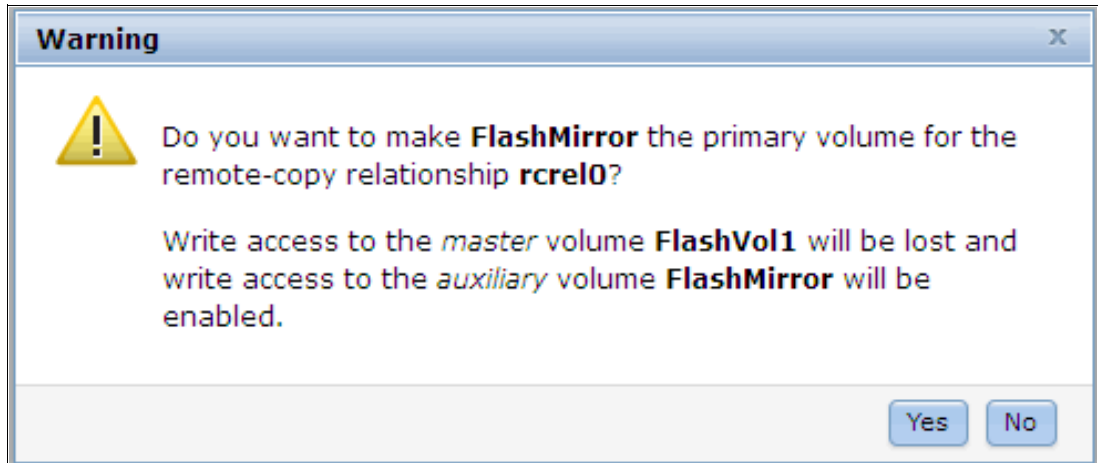 Warning
x
Do you want to make FlashMirror the primary volume for the
remote-copy relationship rcrel0?
Write access to the master volume FlashVol1 will be lost and
write access to the auxiliary volume FlashMirror will be
enabled.
Yes No